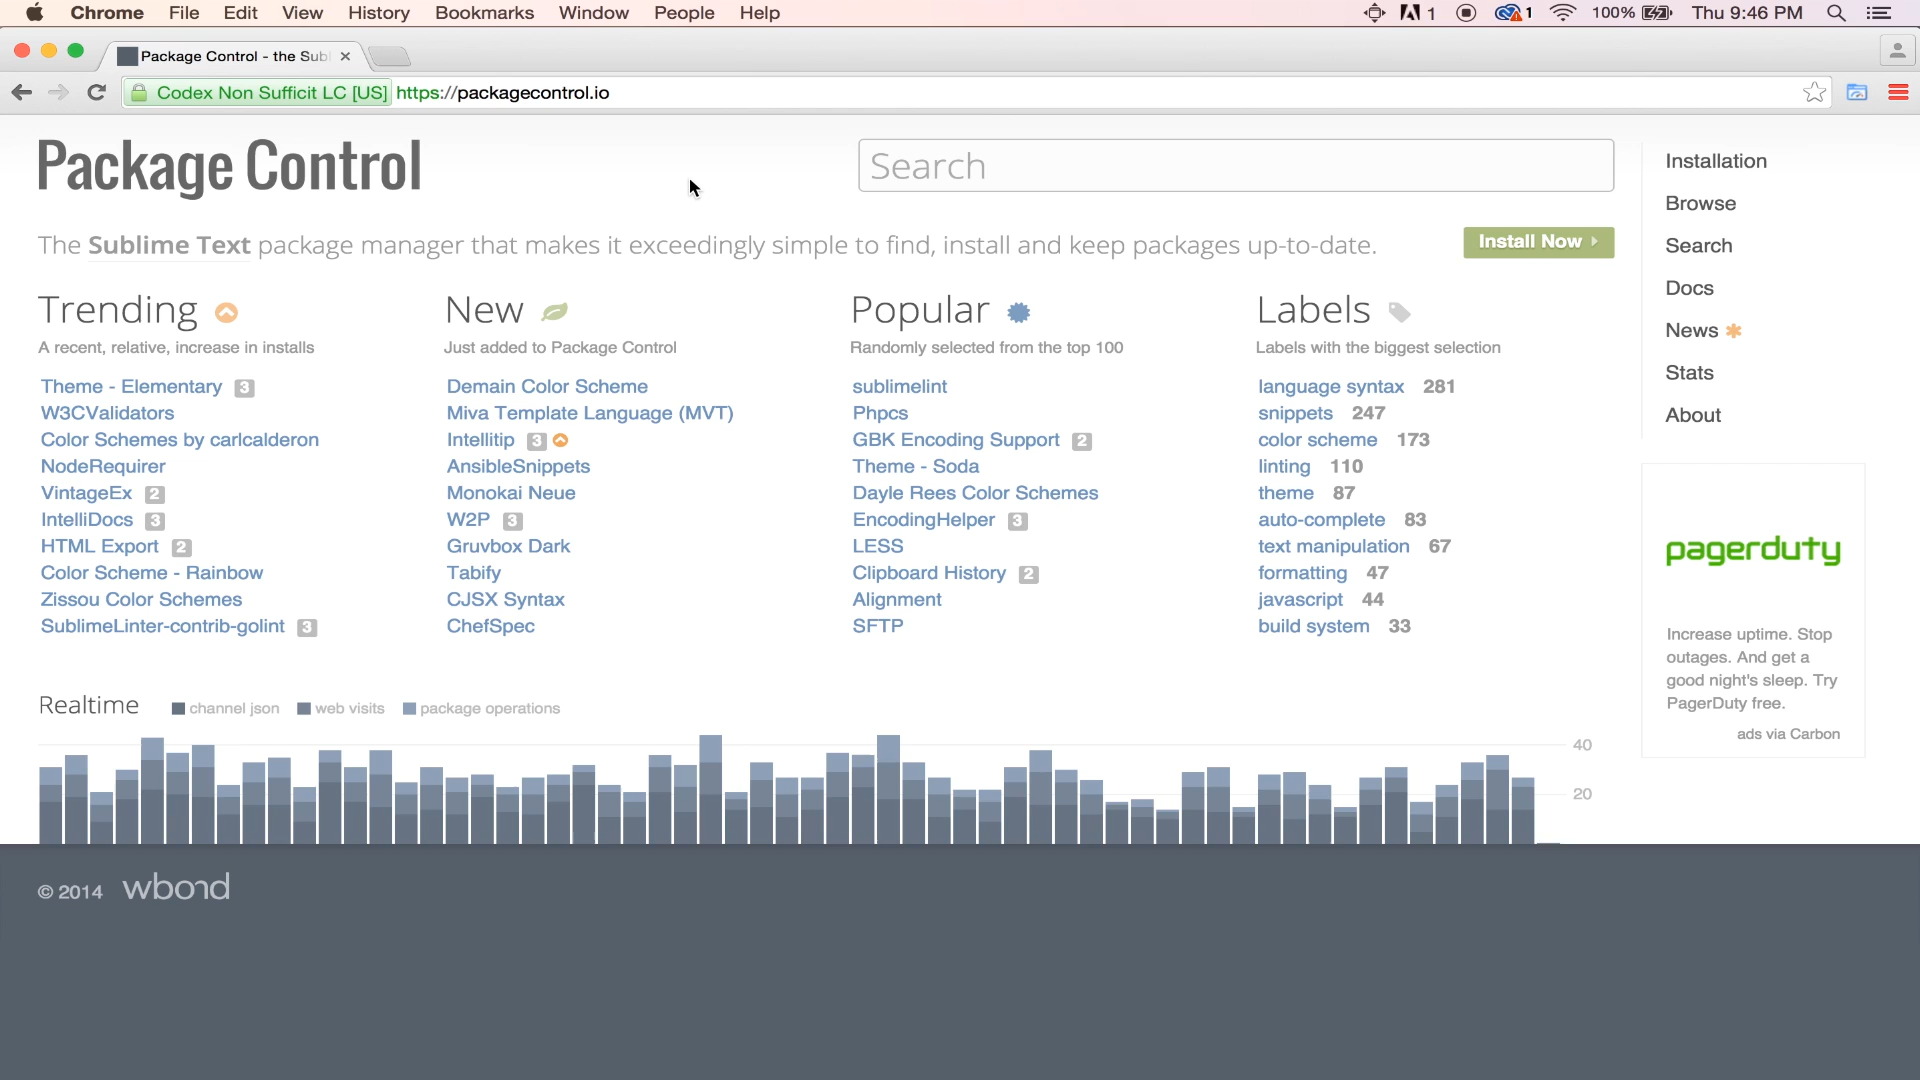 Chrome File Edit View History Bookmarks Window People Help 1 1 100% Thu 9:46 PM
Package Control - the Subl
Codex Non Sufficit LC [US] https://packagecontrol.io
Package Control
Search
The Sublime Text package manager that makes it exceedingly simple to find, install and keep packages up-to-date.
Install Now
Trending
A recent, relative, increase in installs
Theme - Elementary 3
W3CValidators
Color Schemes by carlcalderon
NodeRequirer
VintageEx 2
IntelliDocs 3
HTML Export 2
Color Scheme - Rainbow
Zissou Color Schemes
SublimeLinter-contrib-golint 3
New
Just added to Package Control
Demain Color Scheme
Miva Template Language (MVT)
Intellitip 3
AnsibleSnippets
Monokai Neue
W2P 3
Gruvbox Dark
Tabify
CJSX Syntax
ChefSpec
Popular
Randomly selected from the top 100
sublimelint
Phpcs
GBK Encoding Support 2
Theme - Soda
Dayle Rees Color Schemes
EncodingHelper 3
LESS
Clipboard History 2
Alignment
SFTP
Labels
Labels with the biggest selection
language syntax 281
snippets 247
color scheme 173
linting 110
theme 87
auto-complete 83
text manipulation 67
formatting 47
javascript 44
build system 33
Installation
Browse
Search
Docs
News
Stats
About
pagerduty
Increase uptime. Stop
outages. And get a
good night's sleep. Try
PagerDuty free.
ads via Carbon
Realtime channel json web visits package operations
40
20
© 2014 wbond